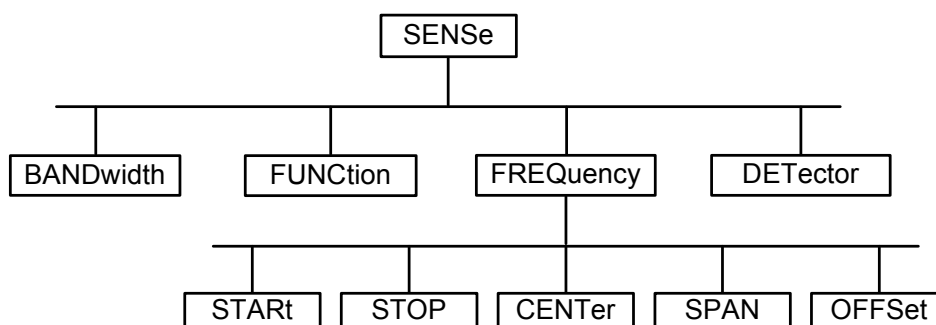 SENSe
BANDwidth FUNCtion FREQuency DETector
STARt STOP CENTer SPAN OFFSet